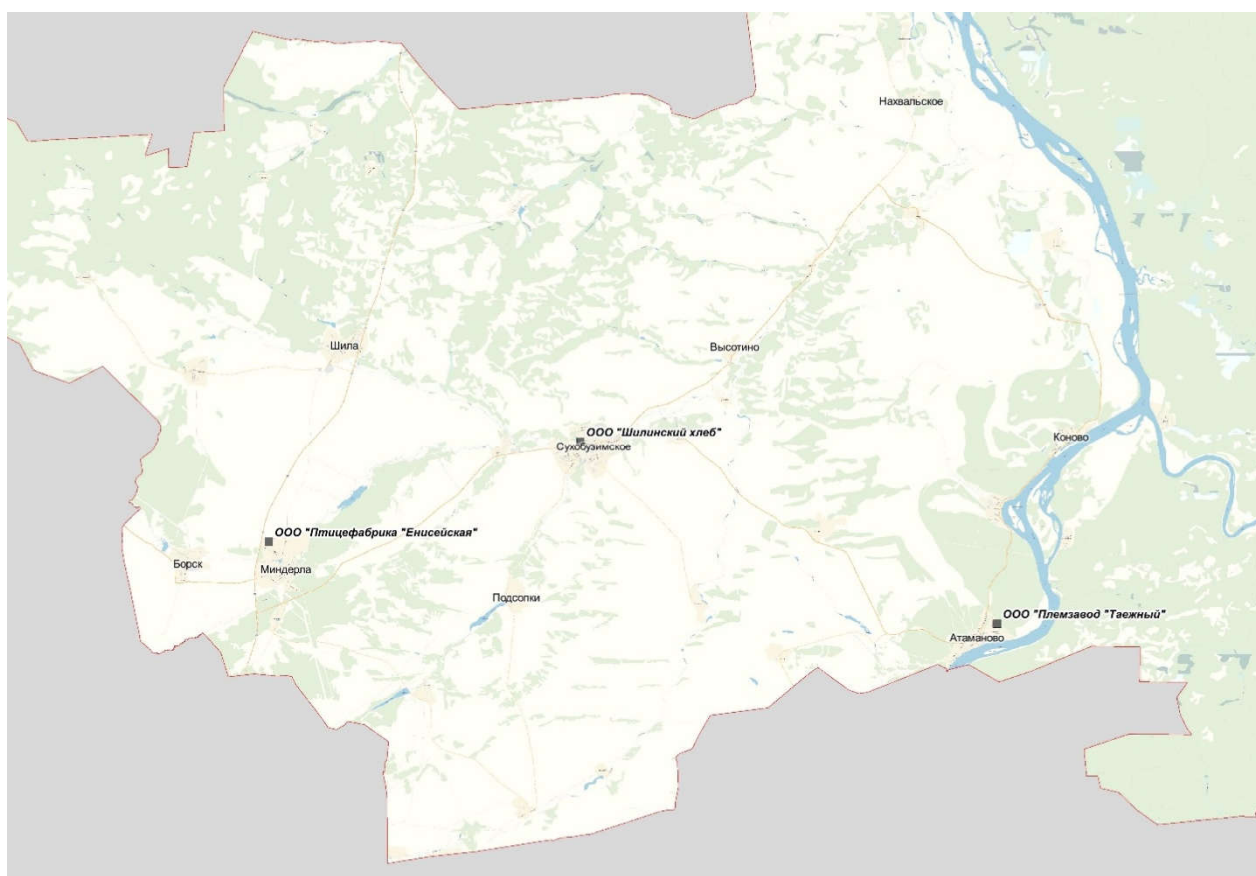 Нахвальское
Шила
Высотино
ООО "Шилинский хлеб"
Сухобузимское
Коново
ООО "Птицефабрика "Енисейская"
Борск
Миндерла
Подсопки
ООО "Племзавод "Таежный"
Атаманово